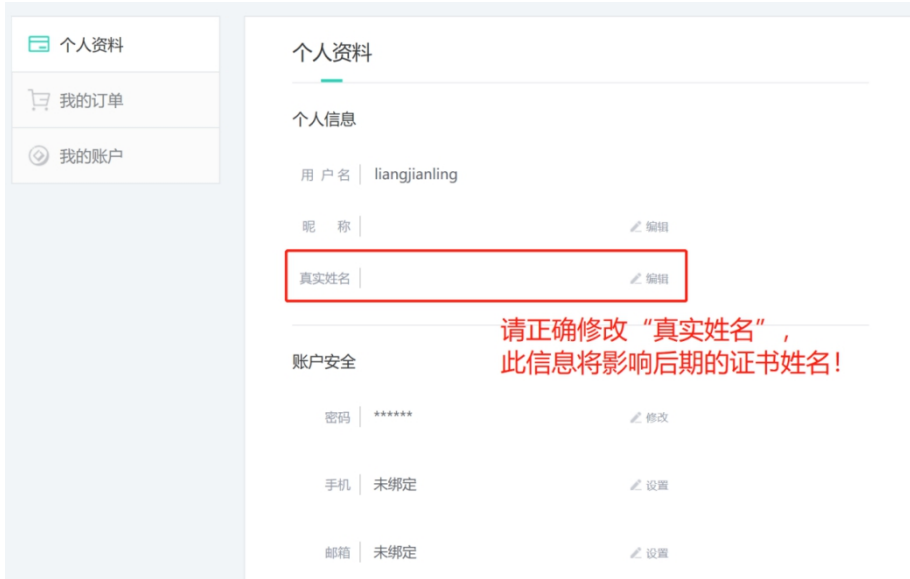 个人资料
我的订单
我的账户
个人资料
个人信息
用户名 liangjianling
昵 称 编辑
真实姓名 编辑
请正确修改“真实姓名”，
此信息将影响后期的证书姓名！
账户安全
密码 ****** 修改
手机 未绑定 设置
邮箱 未绑定 设置